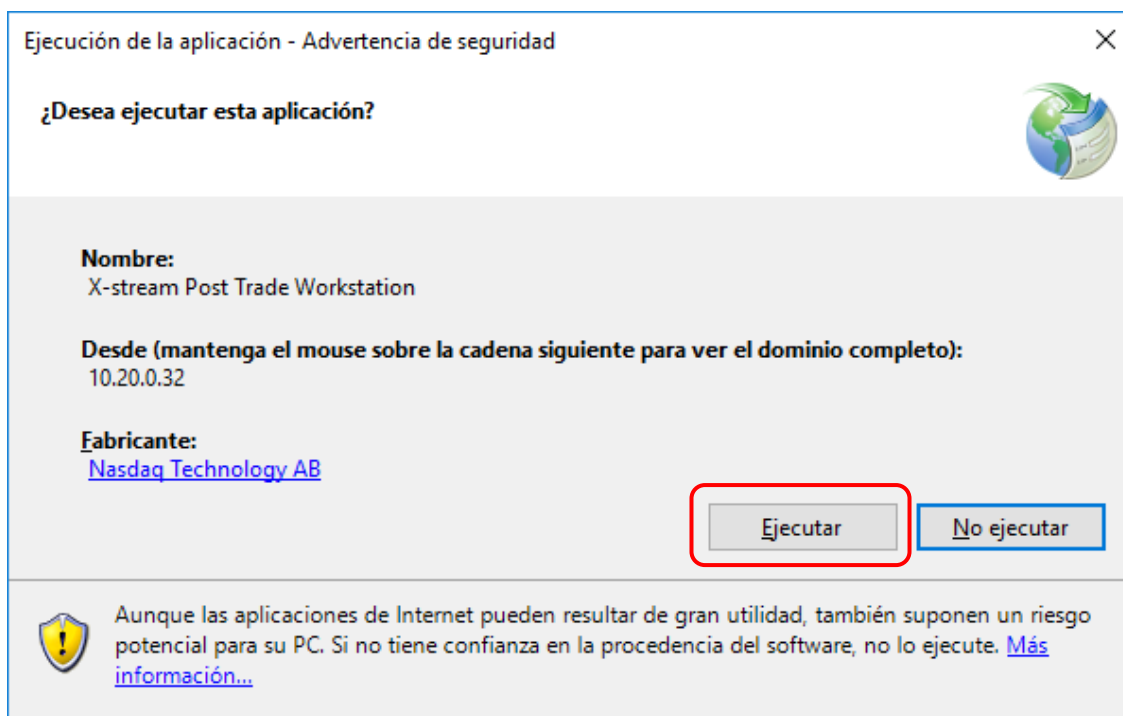 Ejecución de la aplicación - Advertencia de seguridad
¿Desea ejecutar esta aplicación?
Nombre:
X-stream Post Trade Workstation
Desde (mantenga el mouse sobre la cadena siguiente para ver el dominio completo):
10.20.0.32
Fabricante:
Nasdaq Technology AB
Ejecutar
No ejecutar
Aunque las aplicaciones de Internet pueden resultar de gran utilidad, también suponen un riesgo
potencial para su PC. Si no tiene confianza en la procedencia del software, no lo ejecute. Más
información...